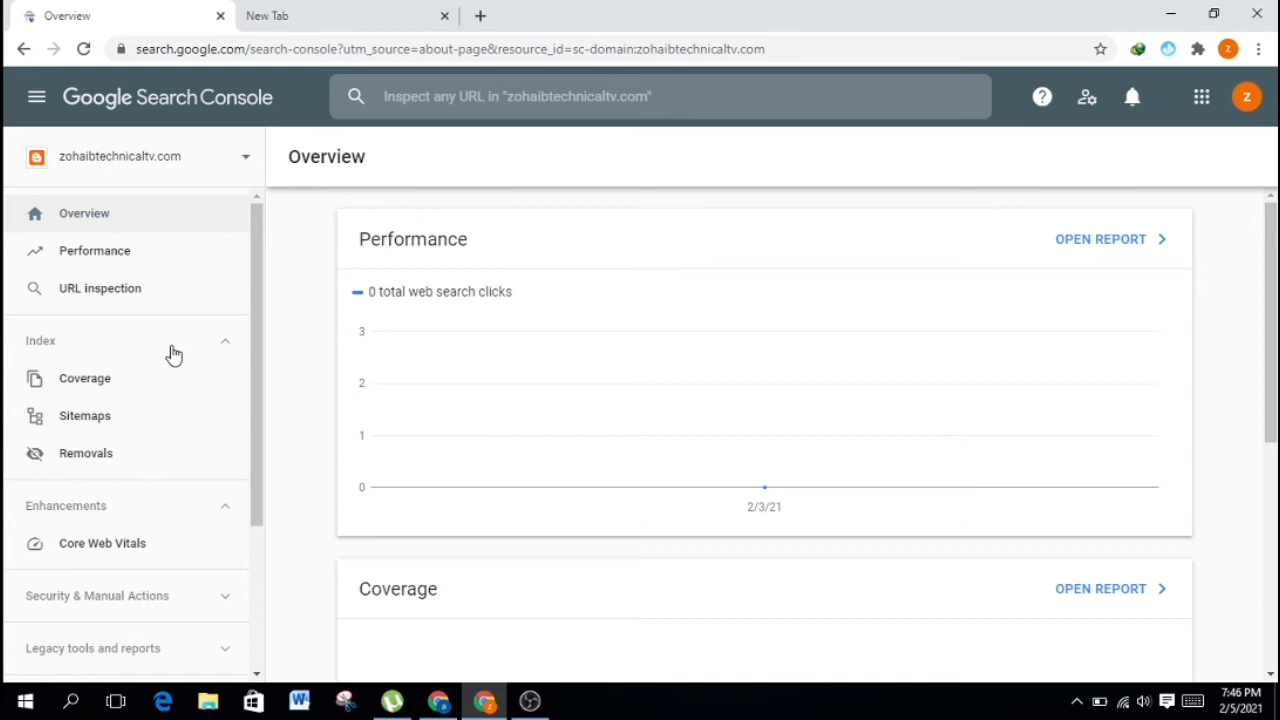 Overview
New Tab
search.google.com/search-console?utm_source=about-page&resource_id=sc-domain:zohaibtechnicaltv.com
z
Google Search Console
Inspect any URL in "zohaibtechnicaltv.com"
z
zohaibtechnicaltv.com
Overview
Overview
Performance
URL inspection
Index
Coverage
Sitemaps
Removals
Enhancements
Core Web Vitals
Security & Manual Actions
Legacy tools and reports
Performance
OPEN REPORT
0 total web search clicks
3
2
1
0
2/3/21
Coverage
OPEN REPORT
7:46 PM
2/5/2021